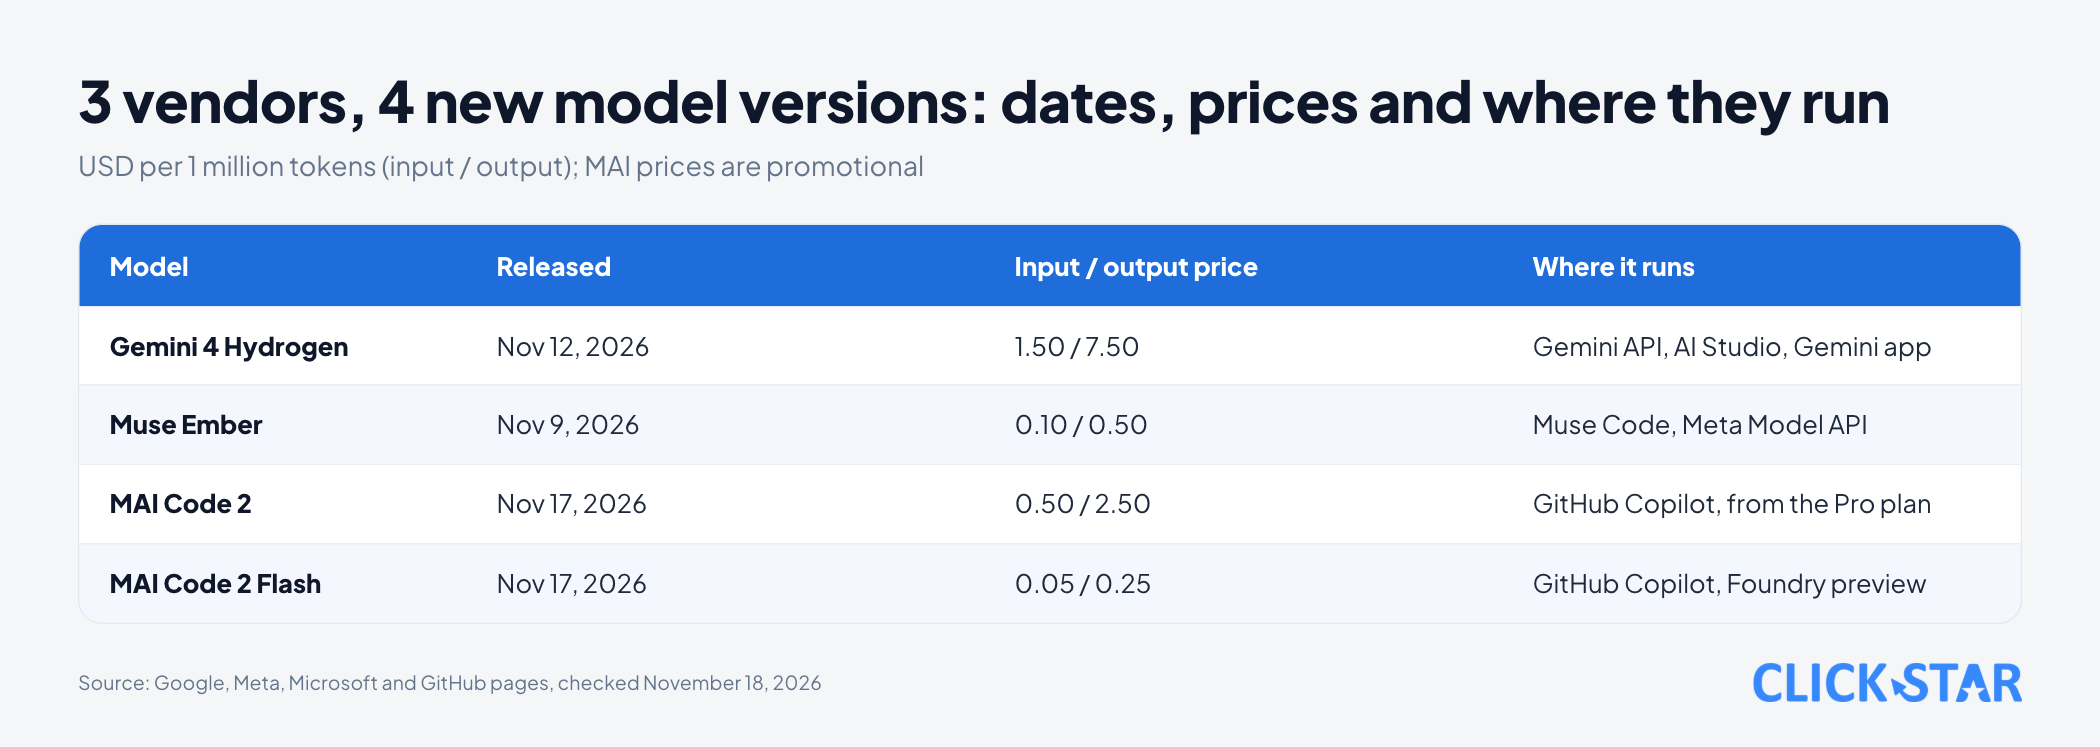 3 vendors, 4 new model versions: dates, prices and where they run
USD per 1 million tokens (input / output); MAI prices are promotional
Model Released Input / output price Where it runs
Gemini 4 Hydrogen Nov 12, 2026 1.50 / 7.50 Gemini API, AI Studio, Gemini app
Muse Ember Nov 9, 2026 0.10 / 0.50 Muse Code, Meta Model API
MAI Code 2 Nov 17, 2026 0.50 / 2.50 GitHub Copilot, from the Pro plan
MAI Code 2 Flash Nov 17, 2026 0.05 / 0.25 GitHub Copilot, Foundry preview
Source: Google, Meta, Microsoft and GitHub pages, checked November 18, 2026
CLICKSTAR